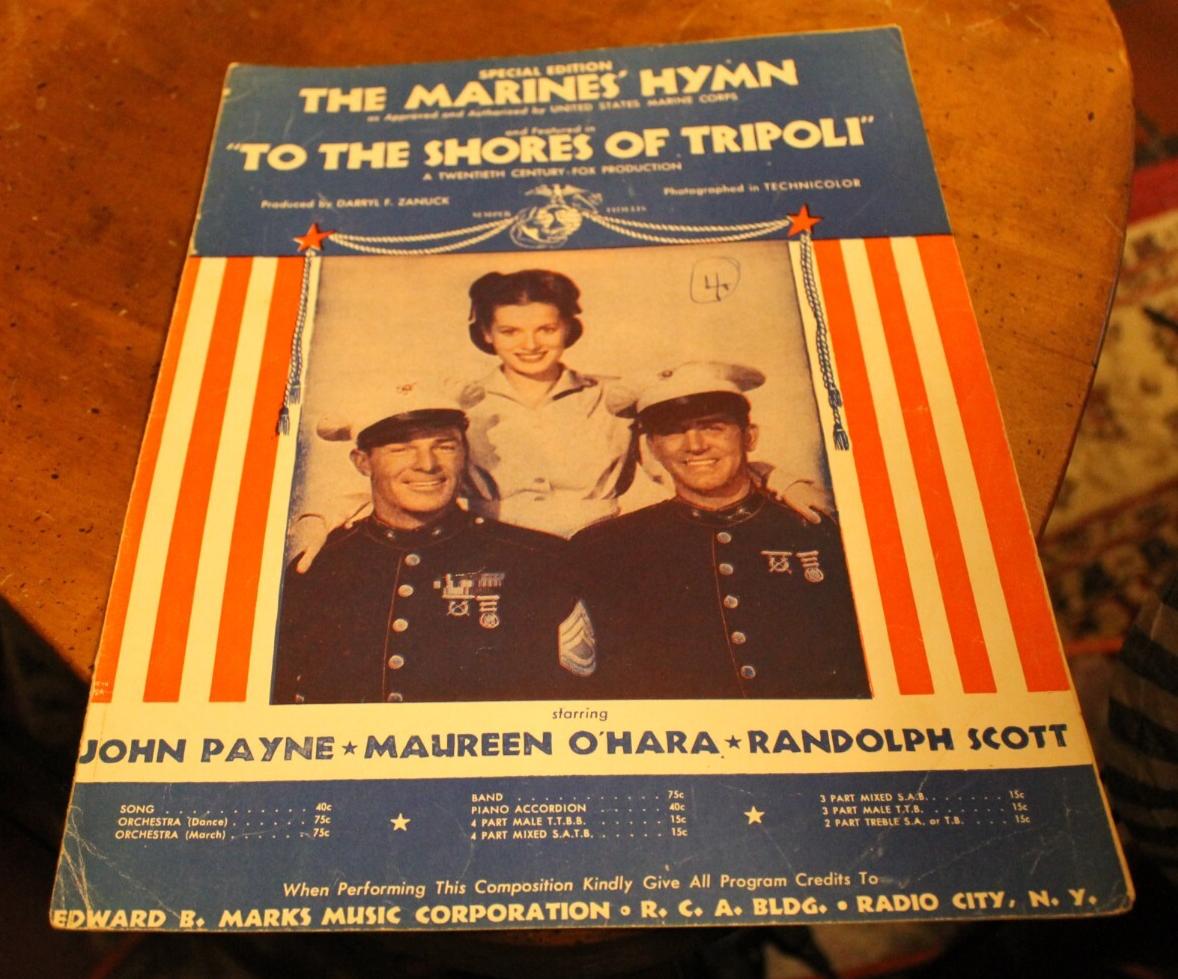 SPECIAL EDITION
THE MARINES' HYMN
as Approved and Authorized by UNITED STATES MARINE CORPS
and Featured in
"TO THE SHORES OF TRIPOLI"
A TWENTIETH CENTURY-FOX PRODUCTION
Produced by DARRYL F. ZANUCK
Photographed in TECHNICOLOR
SEMPER FIDELIS
4
starring
JOHN PAYNE ★ MAUREEN O'HARA ★ RANDOLPH SCOTT
SONG . . . . . . . . . . . 40c
ORCHESTRA (Dance) . . . . . . 75c
ORCHESTRA (March) . . . . . . 75c
BAND . . . . . . . . . . . 75c
PIANO ACCORDION . . . . . . 40c
4 PART MALE T.T.B.B. . . . . . 15c
4 PART MIXED S.A.T.B. . . . . . 15c
3 PART MIXED S.A.B. . . . . . 15c
3 PART MALE T.T.B. . . . . . 15c
2 PART TREBLE S.A. or T.B. . . . 15c
When Performing This Composition Kindly Give All Program Credits To
EDWARD B. MARKS MUSIC CORPORATION • R. C. A. BLDG. • RADIO CITY, N. Y.